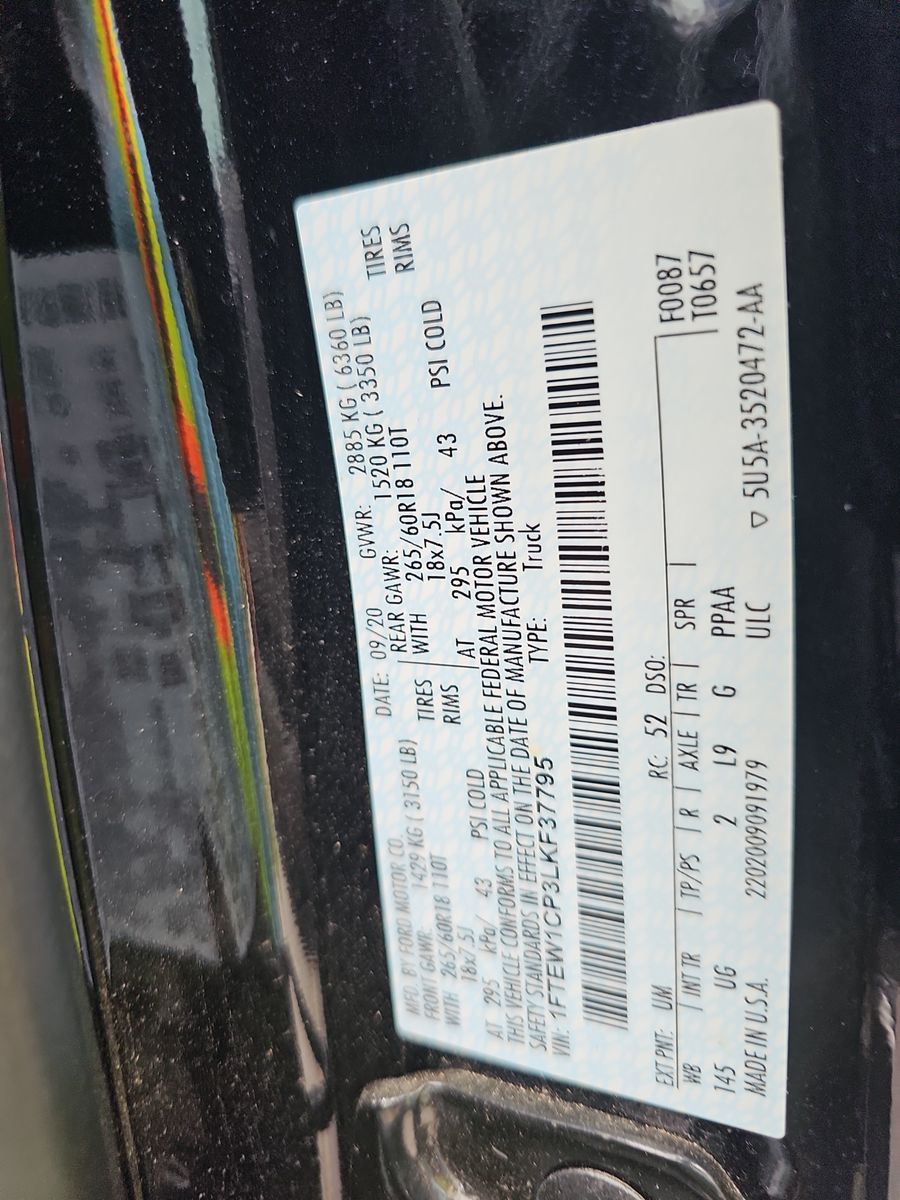 MFD. BY FORD MOTOR CO. DATE: 09/20 GVWR: 2885 KG ( 6360 LB)
FRONT GAWR: 1429 KG ( 3150 LB) REAR GAWR: 1520 KG ( 3350 LB)
WITH 265/60R18 110T TIRES WITH 265/60R18 110T TIRES
18x7.5J RIMS 18x7.5J RIMS
AT 295 kPa/ 43 PSI COLD AT 295 kPa/ 43 PSI COLD
THIS VEHICLE CONFORMS TO ALL APPLICABLE FEDERAL MOTOR VEHICLE
SAFETY STANDARDS IN EFFECT ON THE DATE OF MANUFACTURE SHOWN ABOVE.
VIN: 1FTEW1CP3LKF37795 TYPE: Truck
F0087
T0657
EXT PNT: UM RC: 52 DSO:
WB INT TR TP/PS R AXLE TR SPR
145 UG 2 L9 G PPAA
MADE IN U.S.A. 22020091979 ULC ▽ 5U5A-3520472-AA